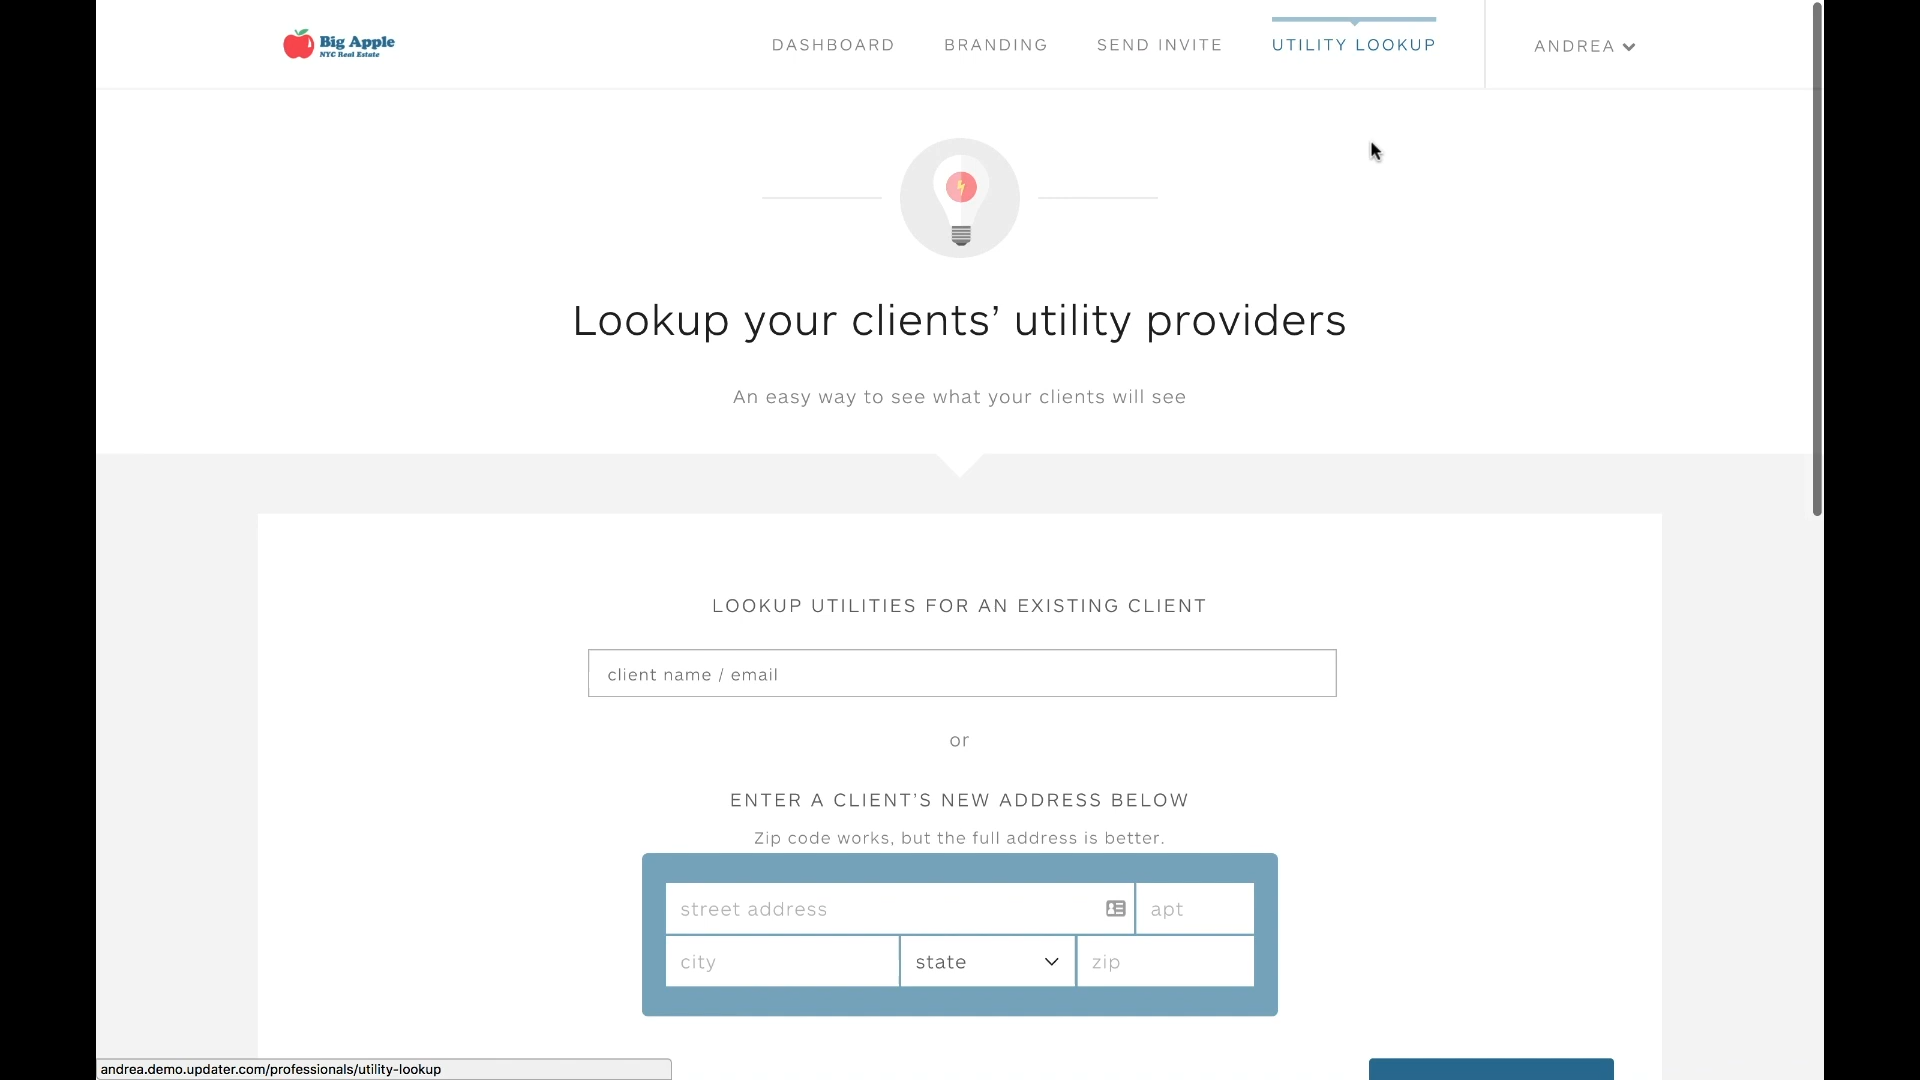 Big Apple
NYC Real Estate
DASHBOARD
BRANDING
SEND INVITE
UTILITY LOOKUP
ANDREA
Lookup your clients’ utility providers
An easy way to see what your clients will see
LOOKUP UTILITIES FOR AN EXISTING CLIENT
client name / email
or
ENTER A CLIENT’S NEW ADDRESS BELOW
Zip code works, but the full address is better.
street address
apt
city
state
zip
andrea.demo.updater.com/professionals/utility-lookup